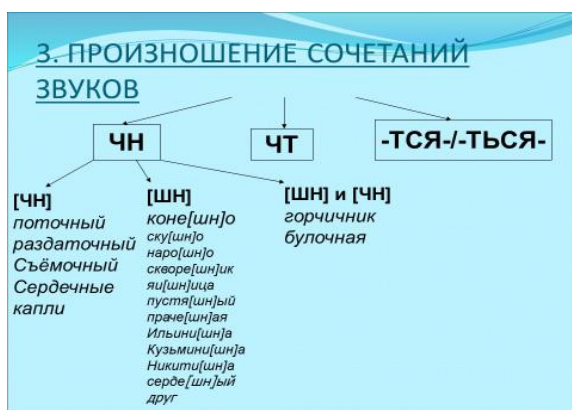 3. ПРОИЗНОШЕНИЕ СОЧЕТАНИЙ
ЗВУКОВ
ЧН
ЧТ
-ТСЯ-/-ТЬСЯ-
[ЧН]
поточный
раздаточный
Съёмочный
Сердечные
капли
[ШН]
коне[шн]о
ску[шн]о
наро[шн]о
скворе[шн]ик
яи[шн]ица
пустя[шн]ый
праче[шн]ая
Ильини[шн]а
Кузьмини[шн]а
Никити[шн]а
серде[шн]ый
друг
[ШН] и [ЧН]
горчичник
булочная